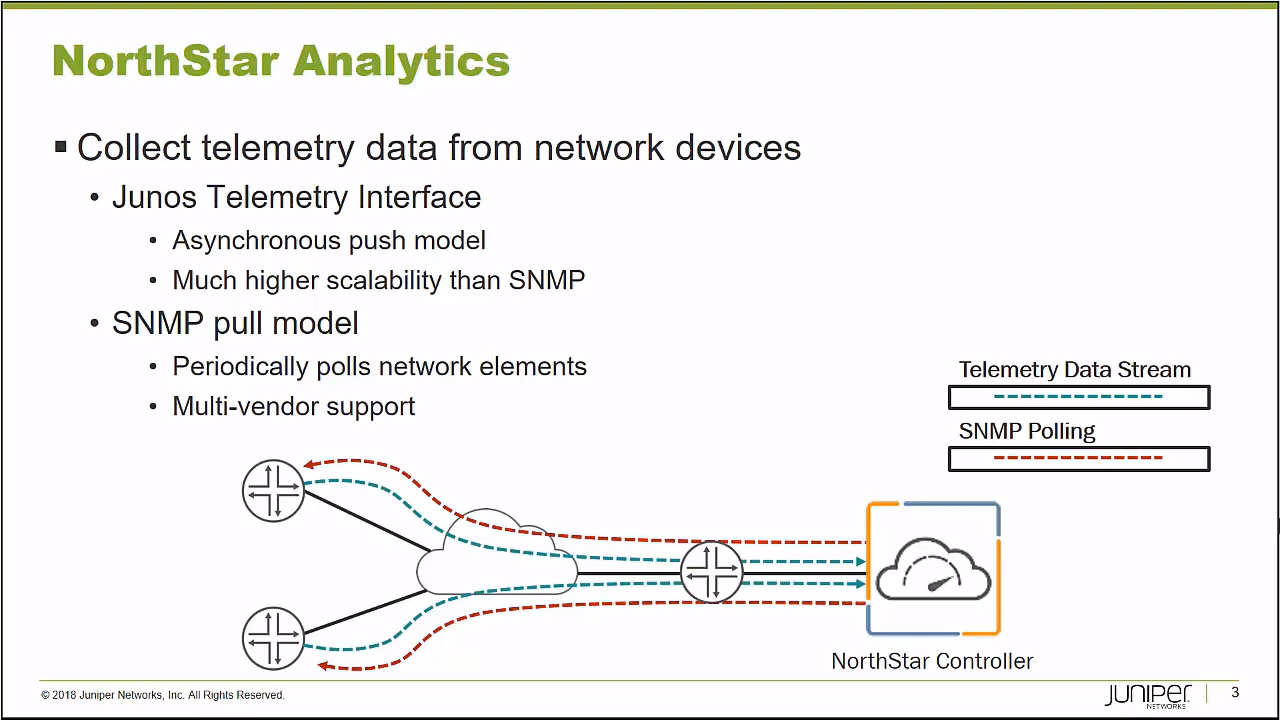 NorthStar Analytics
▪ Collect telemetry data from network devices
• Junos Telemetry Interface
• Asynchronous push model
• Much higher scalability than SNMP
• SNMP pull model
• Periodically polls network elements
• Multi-vendor support
Telemetry Data Stream
SNMP Polling
NorthStar Controller
© 2018 Juniper Networks, Inc. All Rights Reserved.
JUNIPER
NETWORKS
3